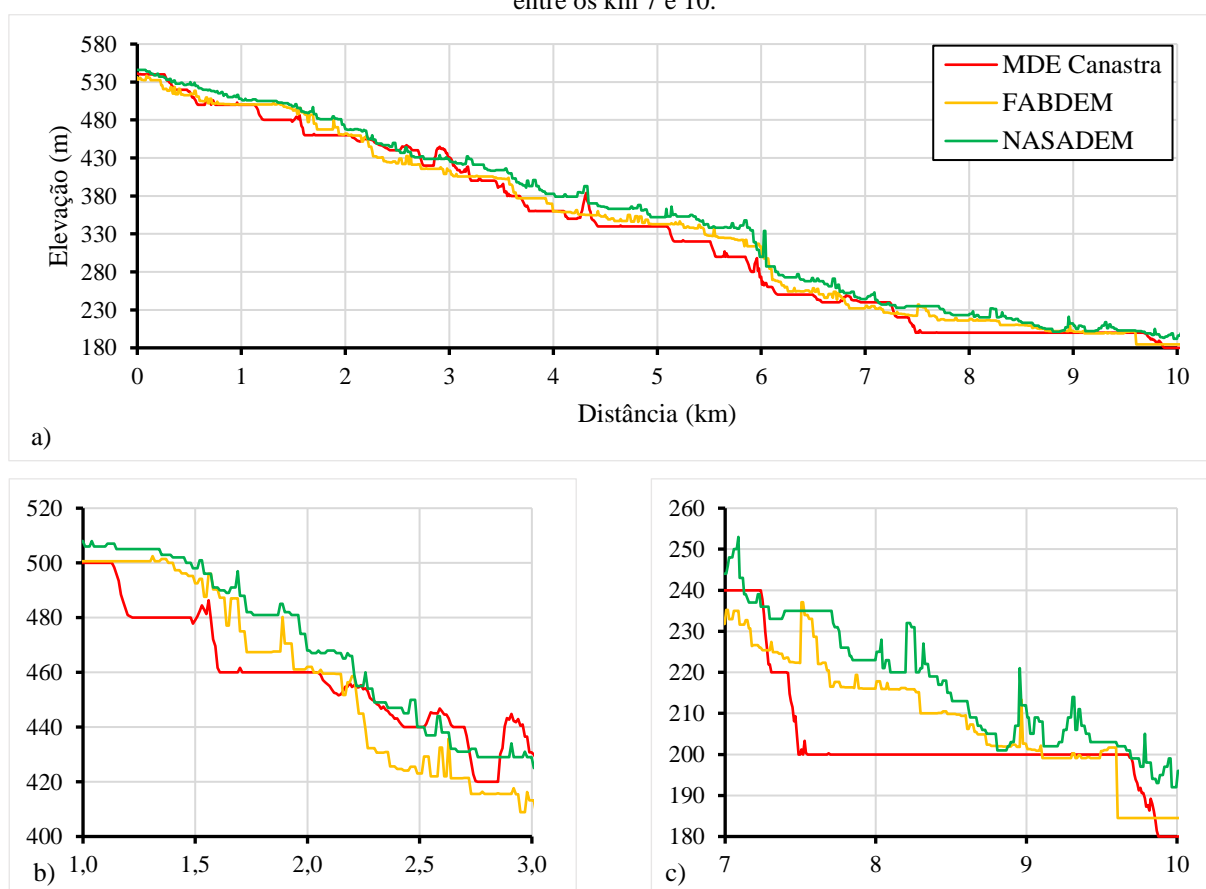 entre os km 7 e 10.
580
530
480
430
380
330
280
230
180
Elevação (m)
MDE Canastra
FABDEM
NASADEM
0 1 2 3 4 5 6 7 8 9 10
Distância (km)
a)
520
500
480
460
440
420
400
1,0 1,5 2,0 2,5 3,0
b)
260
250
240
230
220
210
200
190
180
7 8 9 10
c)